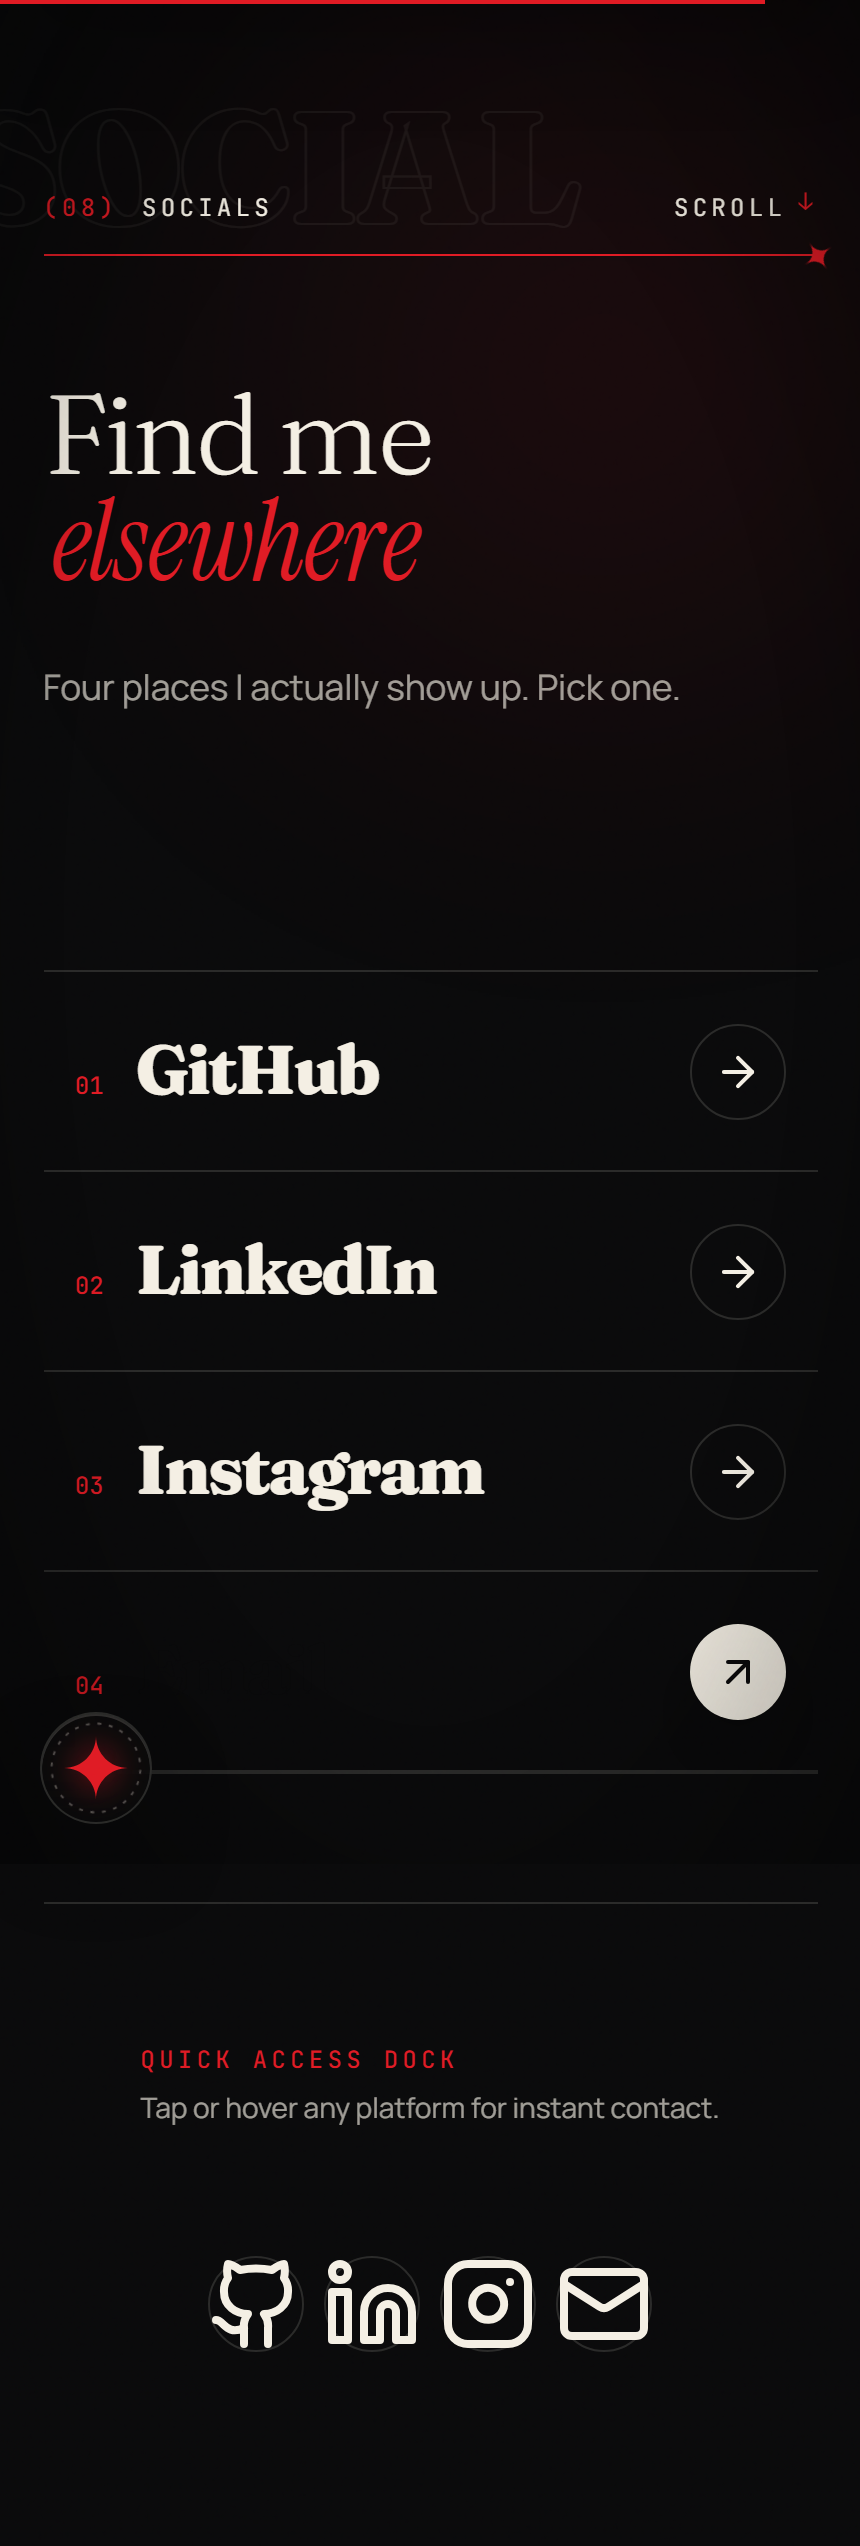 SOCIAL
(08) SOCIALS
SCROLL ↓
Find me
elsewhere
Four places I actually show up. Pick one.
01 GitHub
02 LinkedIn
03 Instagram
04
QUICK ACCESS DOCK
Tap or hover any platform for instant contact.